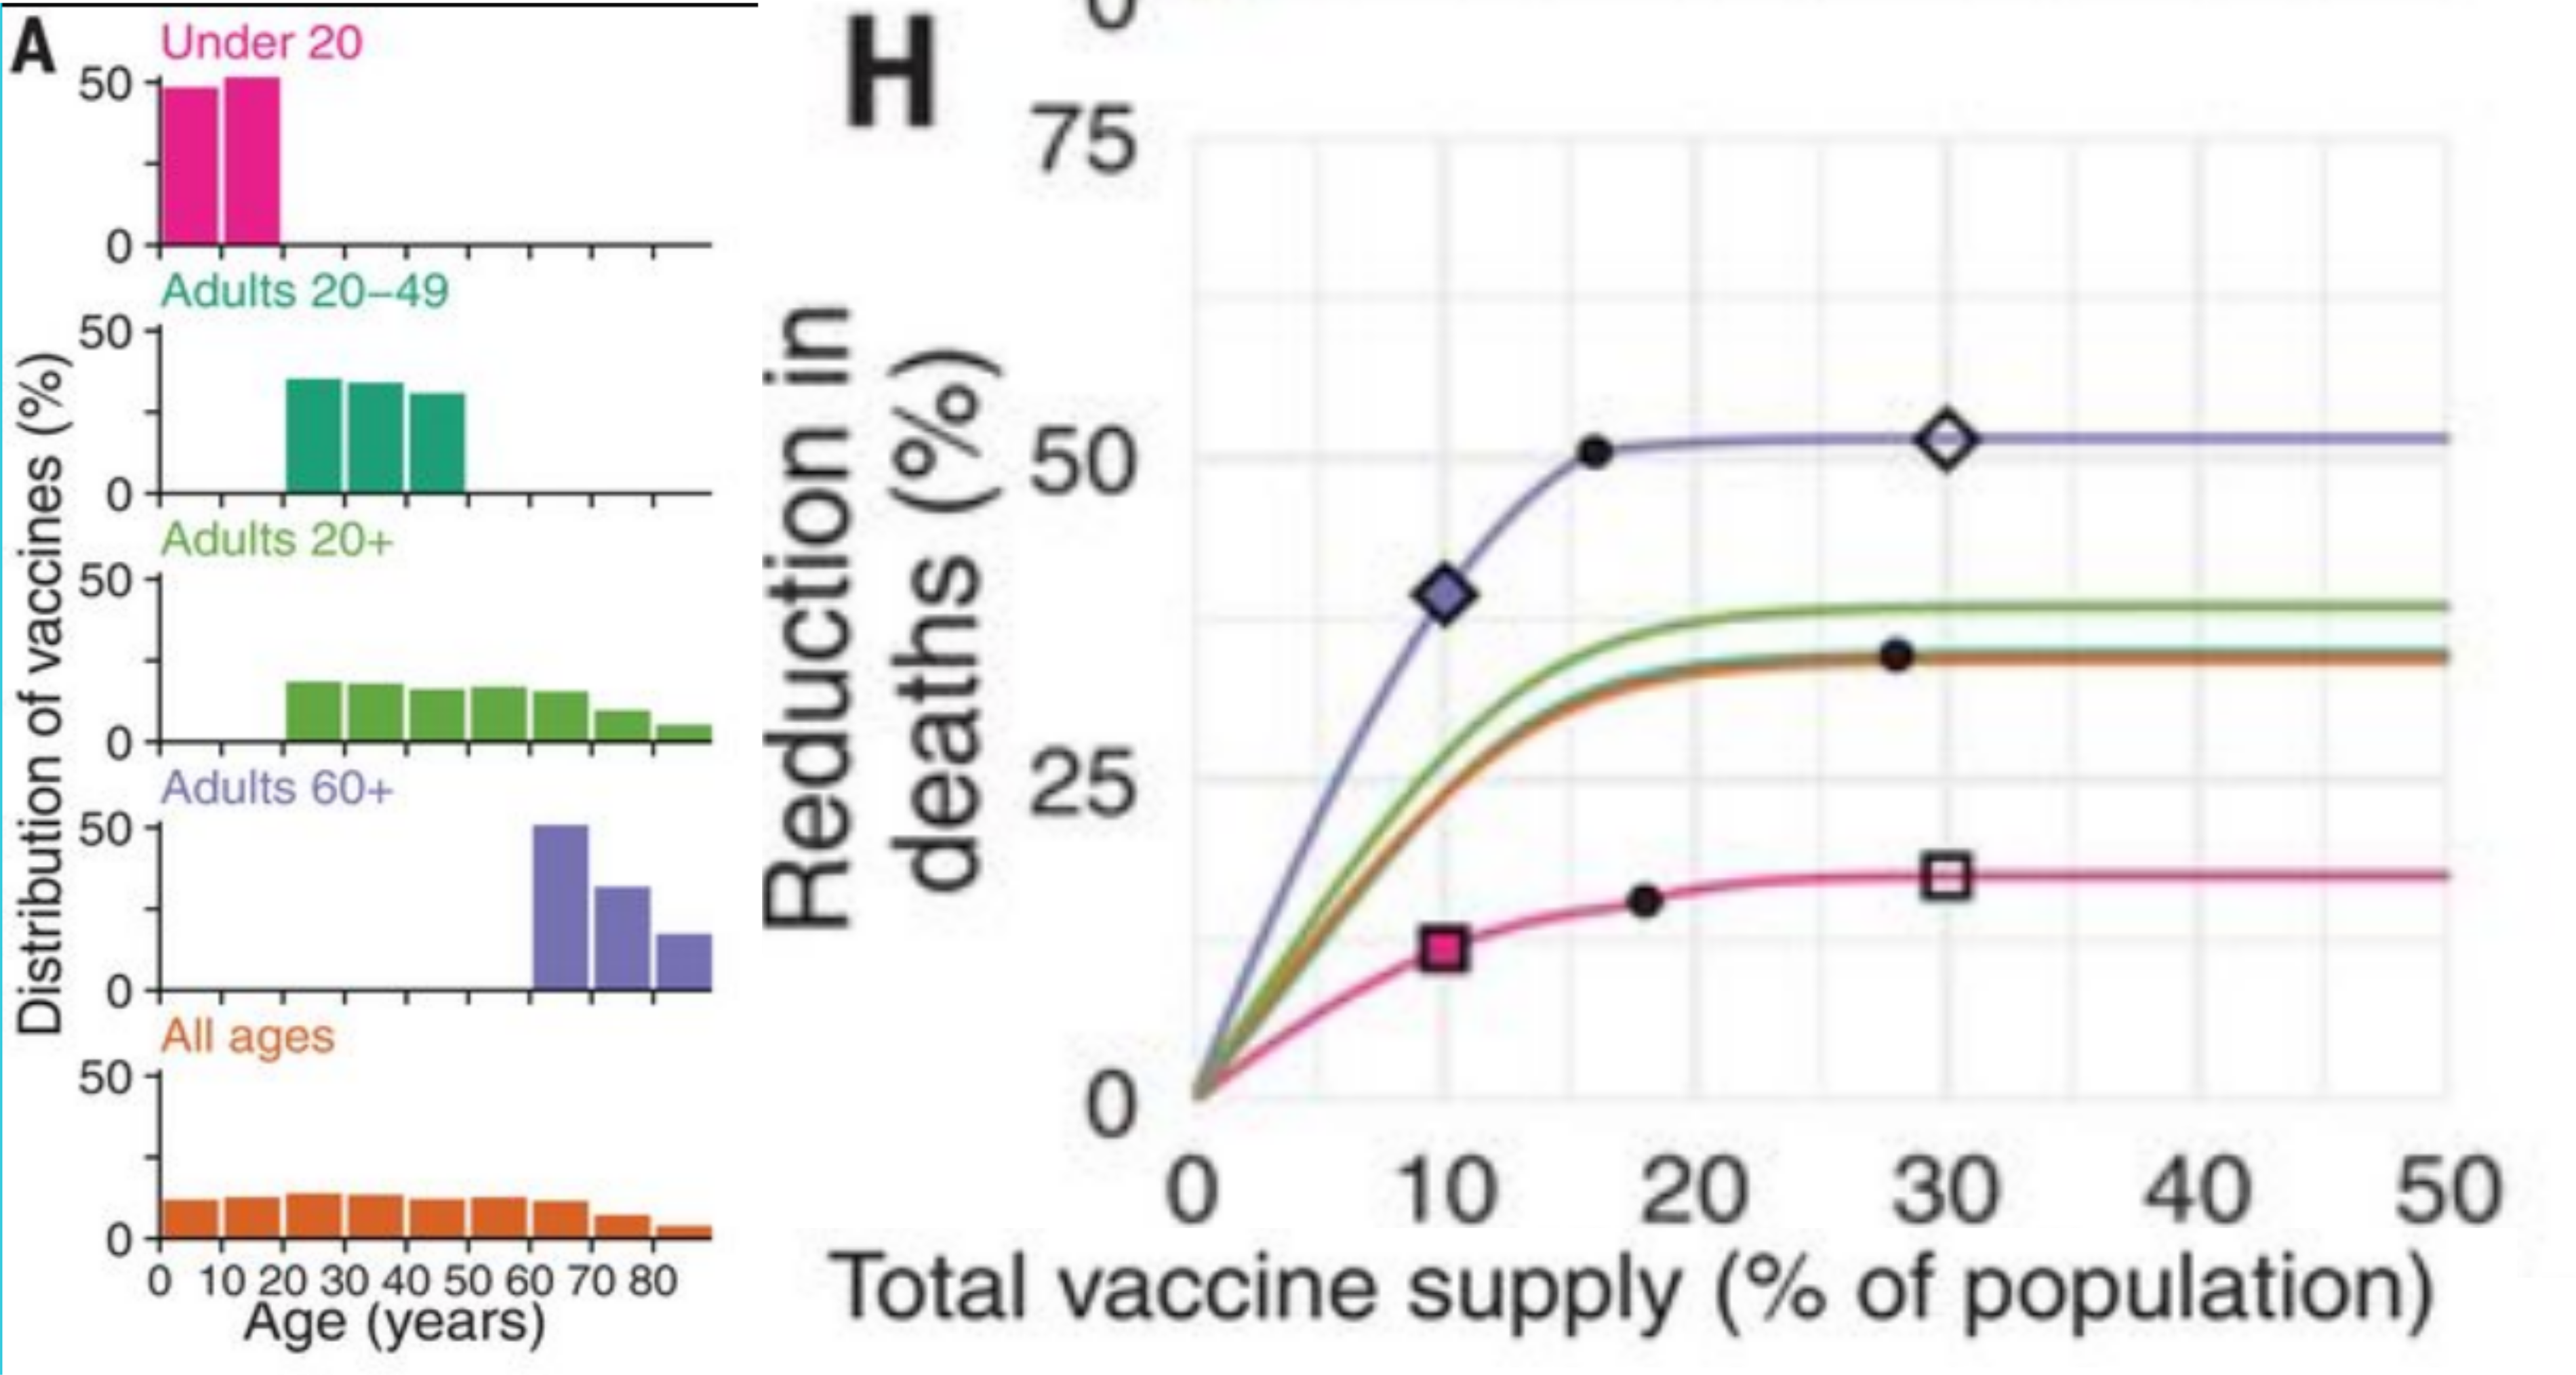 A
Under 20
50
0
Adults 20–49
50
0
Adults 20+
50
0
Adults 60+
50
0
All ages
50
0
0 10 20 30 40 50 60 70 80
Age (years)
Distribution of vaccines (%)
H
0
75
50
25
0
Reduction in
deaths (%)
0 10 20 30 40 50
Total vaccine supply (% of population)